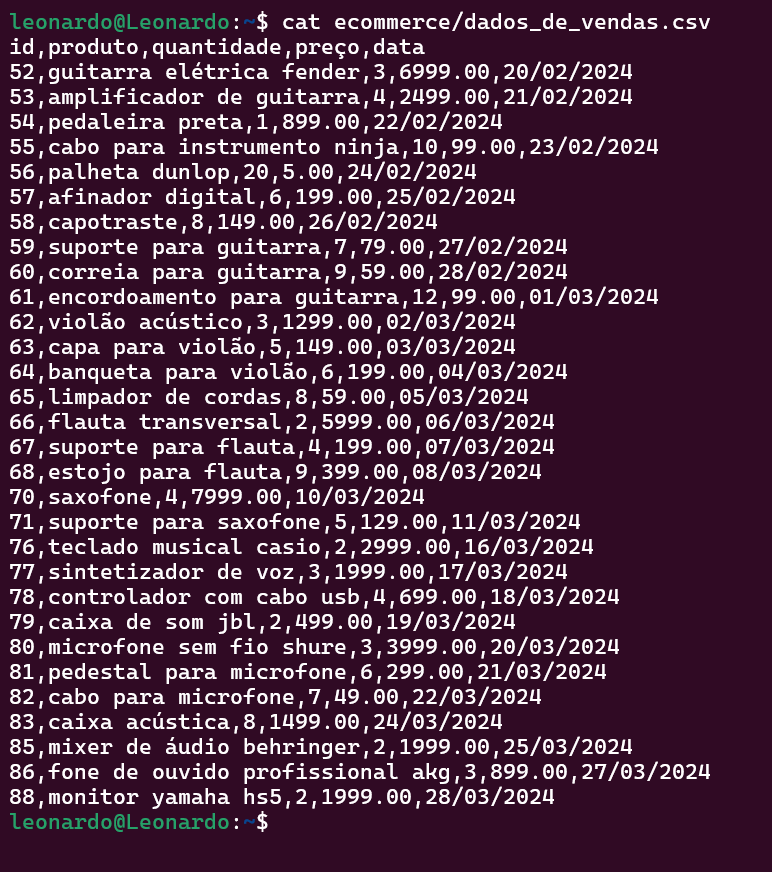 leonardo@Leonardo:~$ cat ecommerce/dados_de_vendas.csv
id,produto,quantidade,preço,data
52,guitarra elétrica fender,3,6999.00,20/02/2024
53,amplificador de guitarra,4,2499.00,21/02/2024
54,pedaleira preta,1,899.00,22/02/2024
55,cabo para instrumento ninja,10,99.00,23/02/2024
56,palheta dunlop,20,5.00,24/02/2024
57,afinador digital,6,199.00,25/02/2024
58,capotraste,8,149.00,26/02/2024
59,suporte para guitarra,7,79.00,27/02/2024
60,correia para guitarra,9,59.00,28/02/2024
61,encordoamento para guitarra,12,99.00,01/03/2024
62,violão acústico,3,1299.00,02/03/2024
63,capa para violão,5,149.00,03/03/2024
64,banqueta para violão,6,199.00,04/03/2024
65,limpador de cordas,8,59.00,05/03/2024
66,flauta transversal,2,5999.00,06/03/2024
67,suporte para flauta,4,199.00,07/03/2024
68,estojo para flauta,9,399.00,08/03/2024
70,saxofone,4,7999.00,10/03/2024
71,suporte para saxofone,5,129.00,11/03/2024
76,teclado musical casio,2,2999.00,16/03/2024
77,sintetizador de voz,3,1999.00,17/03/2024
78,controlador com cabo usb,4,699.00,18/03/2024
79,caixa de som jbl,2,499.00,19/03/2024
80,microfone sem fio shure,3,3999.00,20/03/2024
81,pedestal para microfone,6,299.00,21/03/2024
82,cabo para microfone,7,49.00,22/03/2024
83,caixa acústica,8,1499.00,24/03/2024
85,mixer de áudio behringer,2,1999.00,25/03/2024
86,fone de ouvido profissional akg,3,899.00,27/03/2024
88,monitor yamaha hs5,2,1999.00,28/03/2024
leonardo@Leonardo:~$